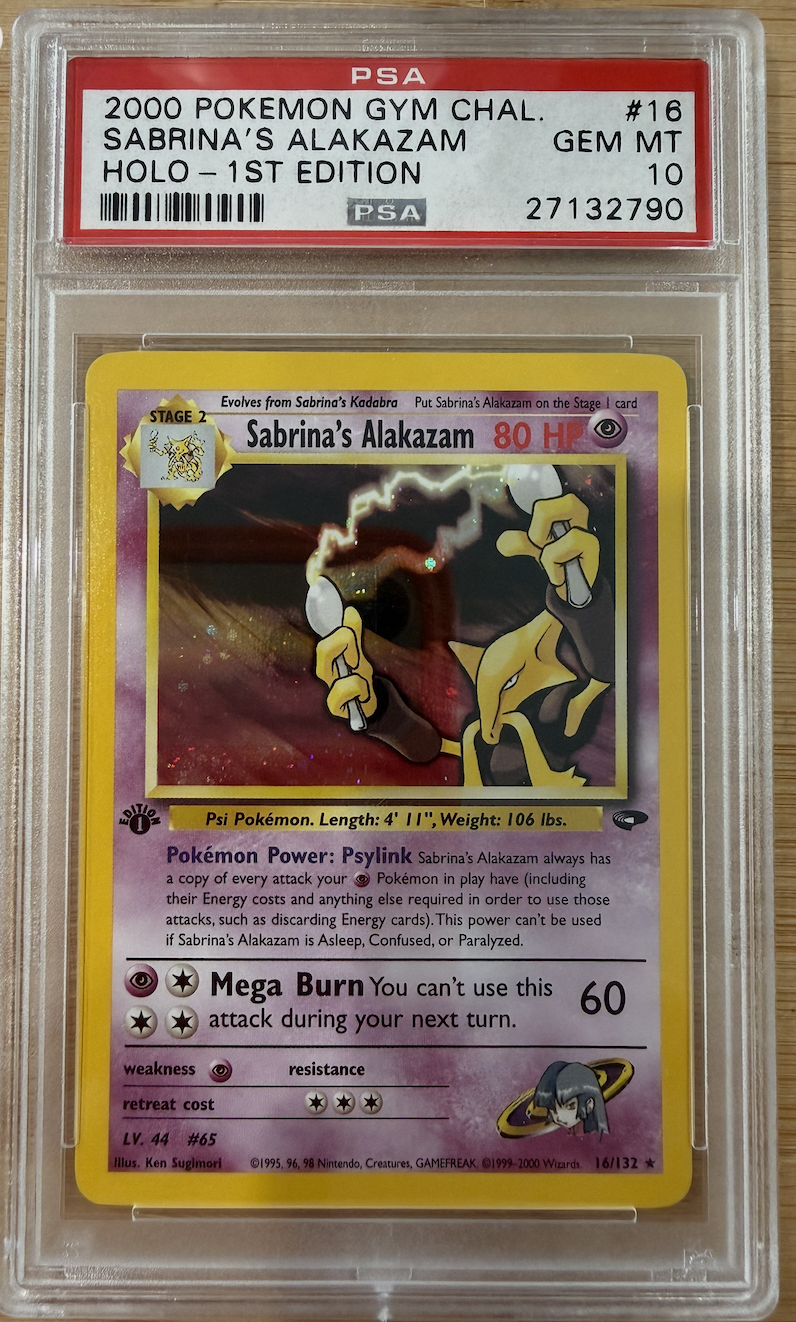 PSA
2000 POKEMON GYM CHAL. #16
SABRINA'S ALAKAZAM GEM MT
HOLO - 1ST EDITION 10
PSA 27132790
Evolves from Sabrina's Kadabra Put Sabrina's Alakazam on the Stage 1 card
STAGE 2
Sabrina's Alakazam 80 HP
EDITION 1
Psi Pokémon. Length: 4' 11", Weight: 106 lbs.
Pokémon Power: Psylink Sabrina's Alakazam always has
a copy of every attack your Pokémon in play have (including
their Energy costs and anything else required in order to use those
attacks, such as discarding Energy cards). This power can't be used
if Sabrina's Alakazam is Asleep, Confused, or Paralyzed.
Mega Burn You can't use this
attack during your next turn.
60
weakness resistance
retreat cost
LV. 44 #65
Illus. Ken Sugimori ©1995, 96, 98 Nintendo, Creatures, GAMEFREAK. ©1999-2000 Wizards. 16/132 ★